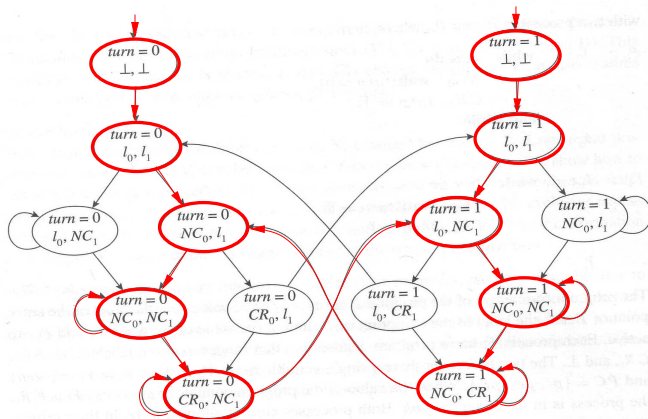 turn = 0
⊥, ⊥
turn = 1
⊥, ⊥
turn = 0
l₀, l₁
turn = 1
l₀, l₁
turn = 0
l₀, NC₁
turn = 0
NC₀, l₁
turn = 1
l₀, NC₁
turn = 1
NC₀, l₁
turn = 0
NC₀, NC₁
turn = 0
CR₀, l₁
turn = 1
l₀, CR₁
turn = 1
NC₀, NC₁
turn = 0
CR₀, NC₁
turn = 1
NC₀, CR₁